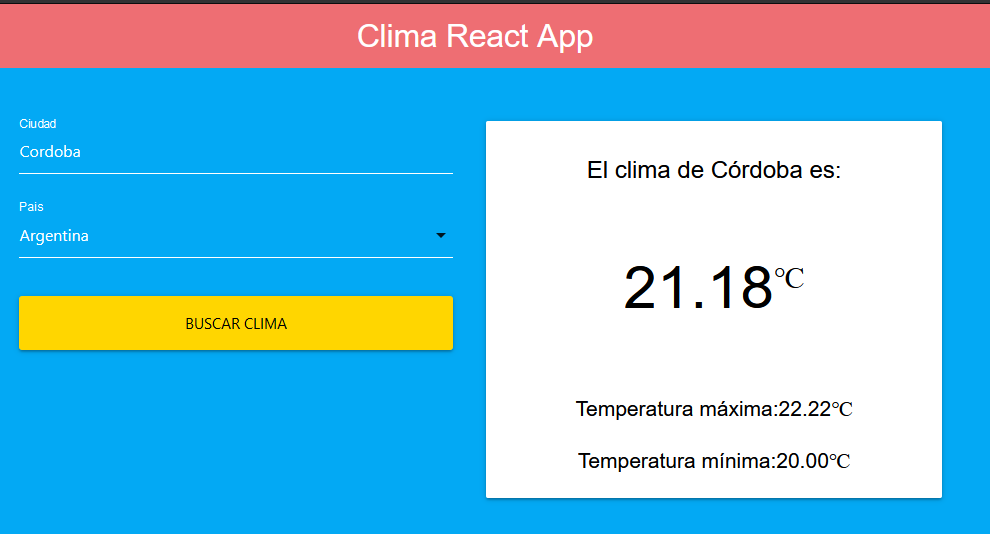 Clima React App
Ciudad
Cordoba
Pais
Argentina
BUSCAR CLIMA
El clima de Córdoba es:
21.18℃
Temperatura máxima:22.22℃
Temperatura mínima:20.00℃